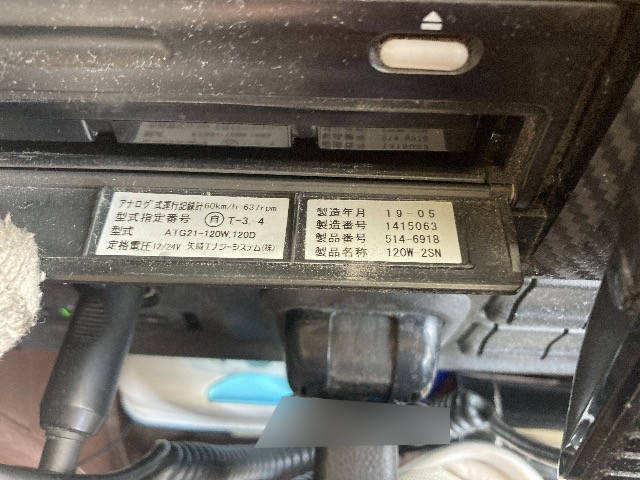 アナログ式運行記録計60km/h-637rpm
型式指定番号 ㊐ T-3. 4
型式 ATG21-120W,120D
定格電圧12/24V 矢崎エナジーシステム(株)
製造年月 19-05
製造番号 1415063
製品番号 514-6918
製品名称 120W-2SN